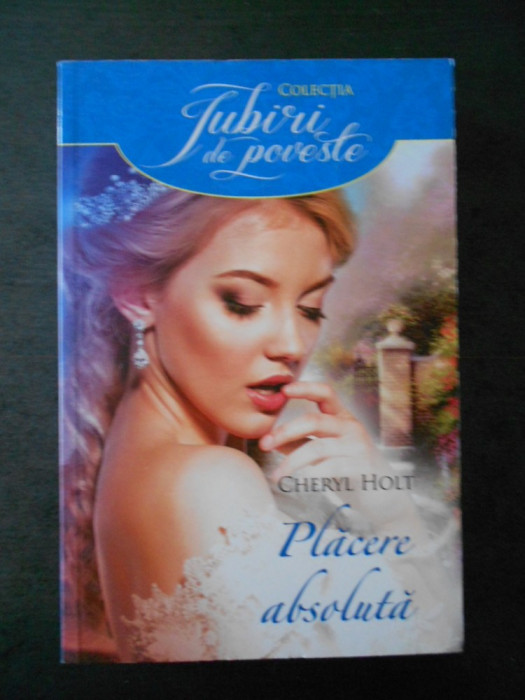 COLECȚIA
Iubiri
de poveste
CHERYL HOLT
Plăcere
absolută